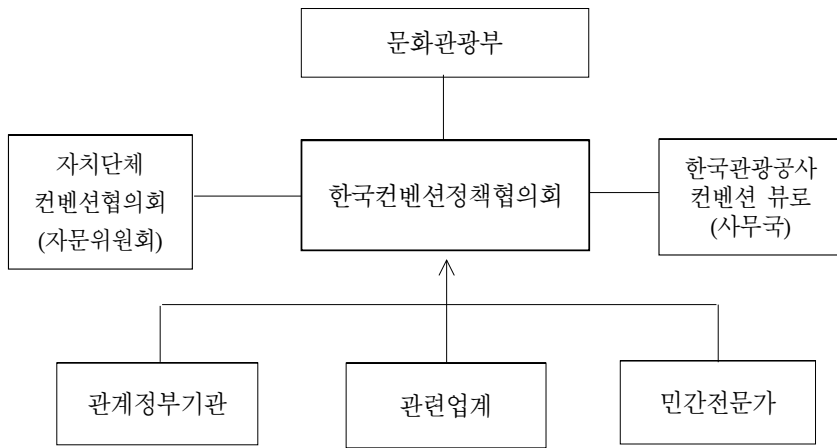 문화관광부
자치단체
컨벤션협의회
(자문위원회)
한국컨벤션정책협의회
한국관광공사
컨벤션 뷰로
(사무국)
관계정부기관
관련업계
민간전문가